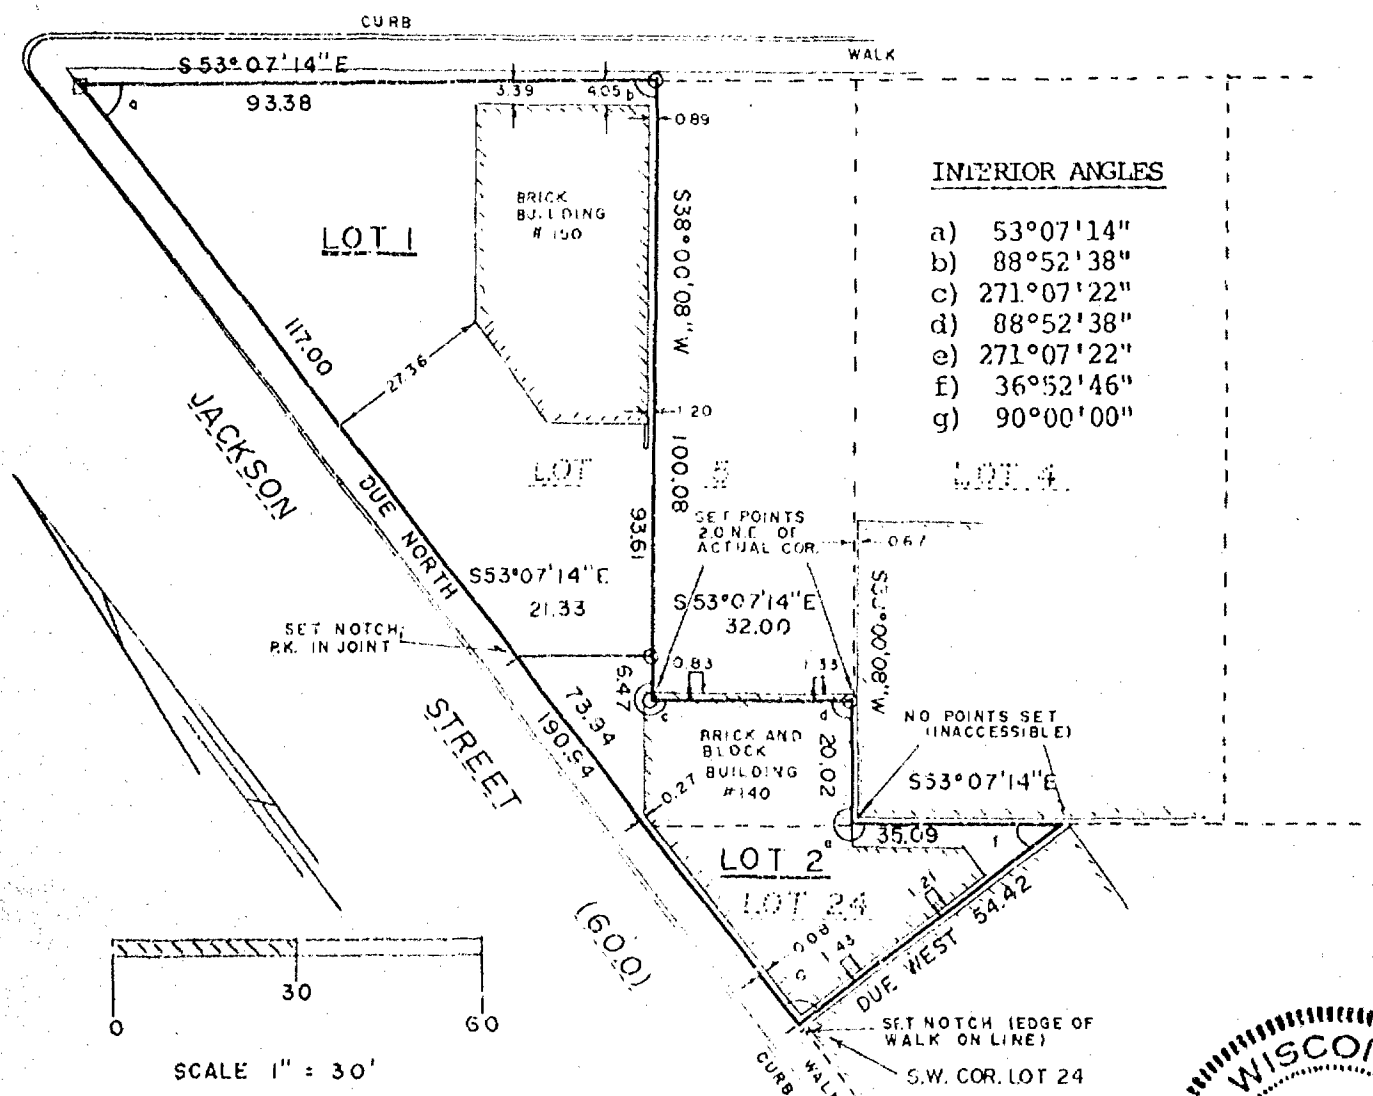 CURB
WALK
S 53° 07' 14" E
93.38
3.39
4.05
a
b
0.89
INTERIOR ANGLES
a) 53°07'14"
b) 88°52'38"
c) 271°07'22"
d) 88°52'38"
e) 271°07'22"
f) 36°52'46"
g) 90°00'00"
BRICK
BUILDING
LOT 1
S38°00'08"W
117.00
27.36
1.20
JACKSON
LOT
100.08
LOT 4
93.61
SET POINTS
2.0 N.E. OF
ACTUAL COR.
0.67
DUE NORTH
S53°07'14"E
21.33
S 53°07'14"E
32.00
00'08"W
SET NOTCH,
P.K. IN JOINT
0.83
1.33
6.47
c
d
73.94
190.94
STREET
BRICK AND
BLOCK
BUILDING
#140
20.02
NO POINTS SET
(INACCESSIBLE)
S53°07'14"E
0.27
35.09
f
LOT 2
LOT 24
1.21
54.42
(60.0)
0.08
1.43
DUE WEST
30
0
60
SET NOTCH (EDGE OF
WALK ON LINE)
SCALE 1" = 30'
CURB
WALK
S.W. COR. LOT 24
WISCO